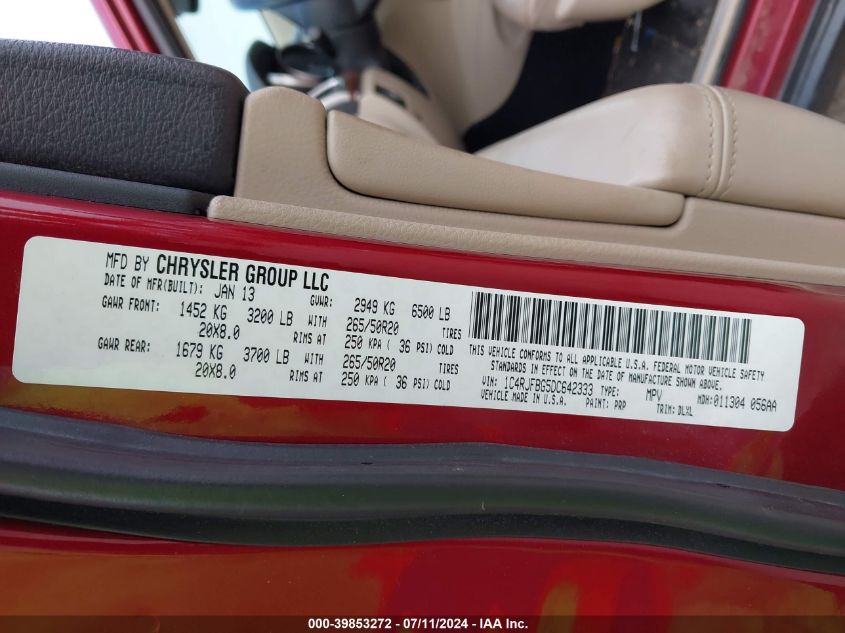 MFD BY CHRYSLER GROUP LLC
DATE OF MFR(BUILT): JAN 13 GVWR: 2949 KG 6500 LB
GAWR FRONT: 1452 KG 3200 LB WITH 265/50R20 TIRES
20X8.0 RIMS AT 250 KPA ( 36 PSI) COLD
GAWR REAR: 1679 KG 3700 LB WITH 265/50R20 TIRES
20X8.0 RIMS AT 250 KPA ( 36 PSI) COLD
THIS VEHICLE CONFORMS TO ALL APPLICABLE U.S.A. FEDERAL MOTOR VEHICLE SAFETY
STANDARDS IN EFFECT ON THE DATE OF MANUFACTURE SHOWN ABOVE.
VIN: 1C4RJFBG5DC642333 TYPE: MPV MDH:011304 056AA
VEHICLE MADE IN U.S.A. PAINT: PRP TRIM: DLXL
000-39853272 - 07/11/2024 - IAA Inc.